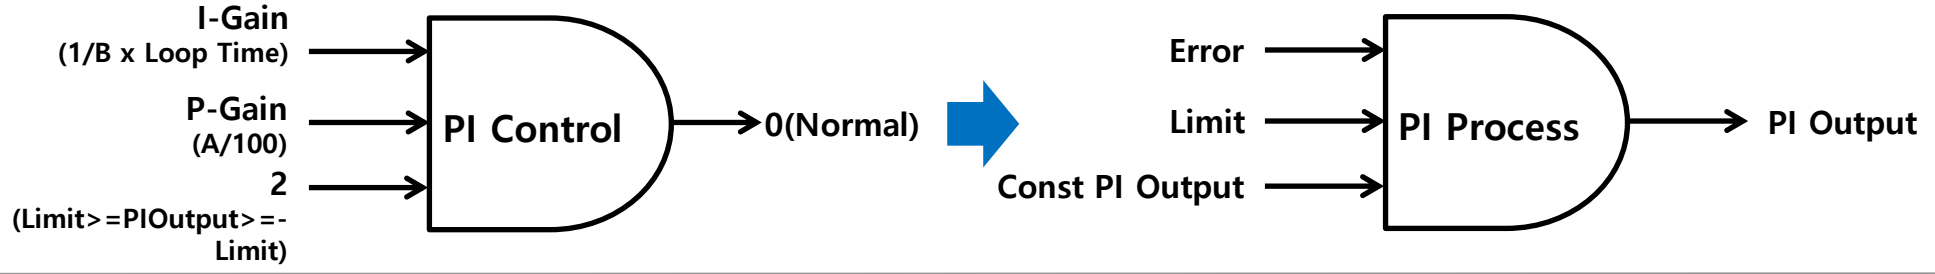 I-Gain
(1/B x Loop Time)
P-Gain
(A/100)
2
(Limit>=PIOutput>=-
Limit)
PI Control
0(Normal)
Error
Limit
Const PI Output
PI Process
PI Output